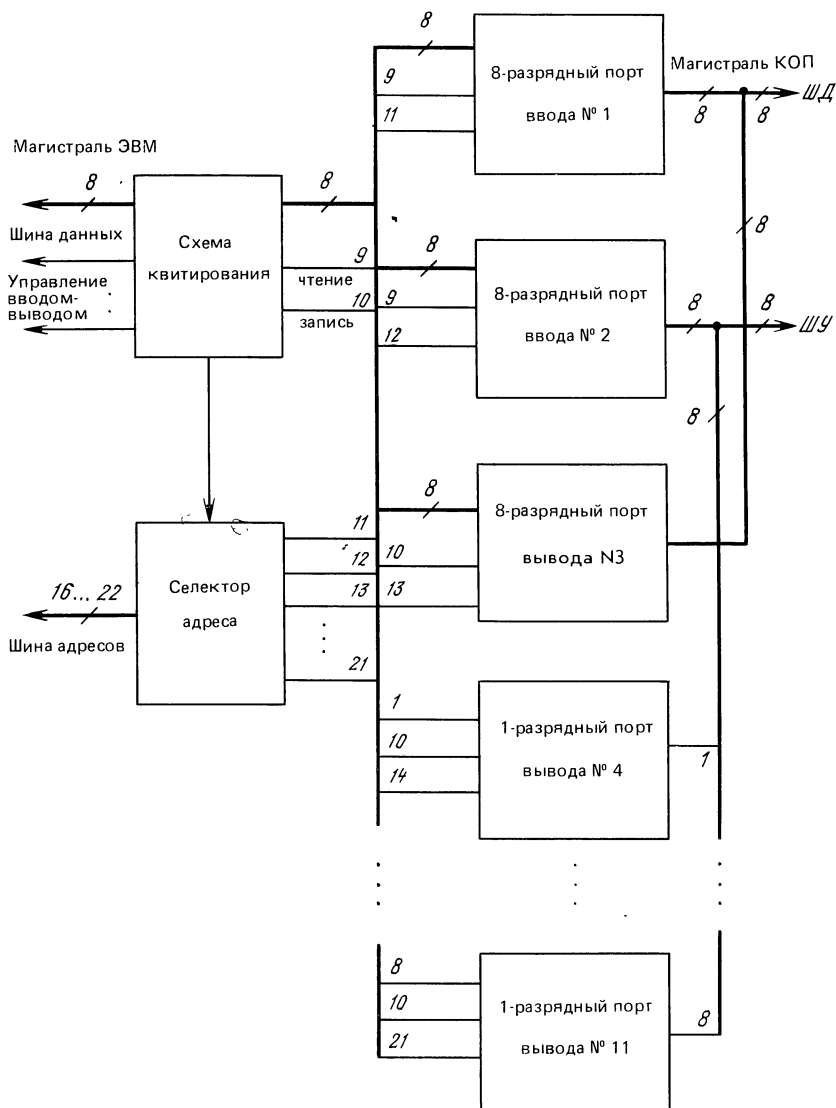 8
9
11
8-разрядный порт
ввода № 1
Магистраль КОП
8
8
ШД
8
Магистраль ЭВМ
8
Шина данных
Управление
вводом-
выводом
Схема
квитирования
8
9
чтение
10
запись
8
9
12
8-разрядный порт
ввода № 2
8
8
ШУ
8
8
10
13
8-разрядный порт
вывода N3
16... 22
Шина адресов
Селектор
адреса
11
12
13
21
1
10
14
1-разрядный порт
вывода № 4
1
8
10
21
1-разрядный порт
вывода № 11
8